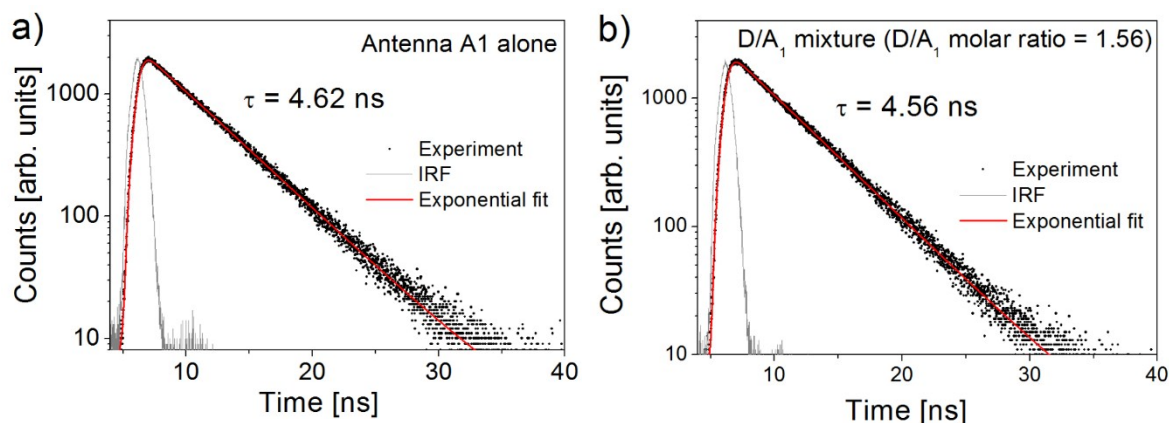 a)
Antenna A1 alone
τ = 4.62 ns
Experiment
IRF
Exponential fit
Counts [arb. units]
1000
100
10
10
20
30
40
Time [ns]
b)
D/A₁ mixture (D/A₁ molar ratio = 1.56)
τ = 4.56 ns
Experiment
IRF
Exponential fit
Counts [arb. units]
1000
100
10
10
20
30
40
Time [ns]